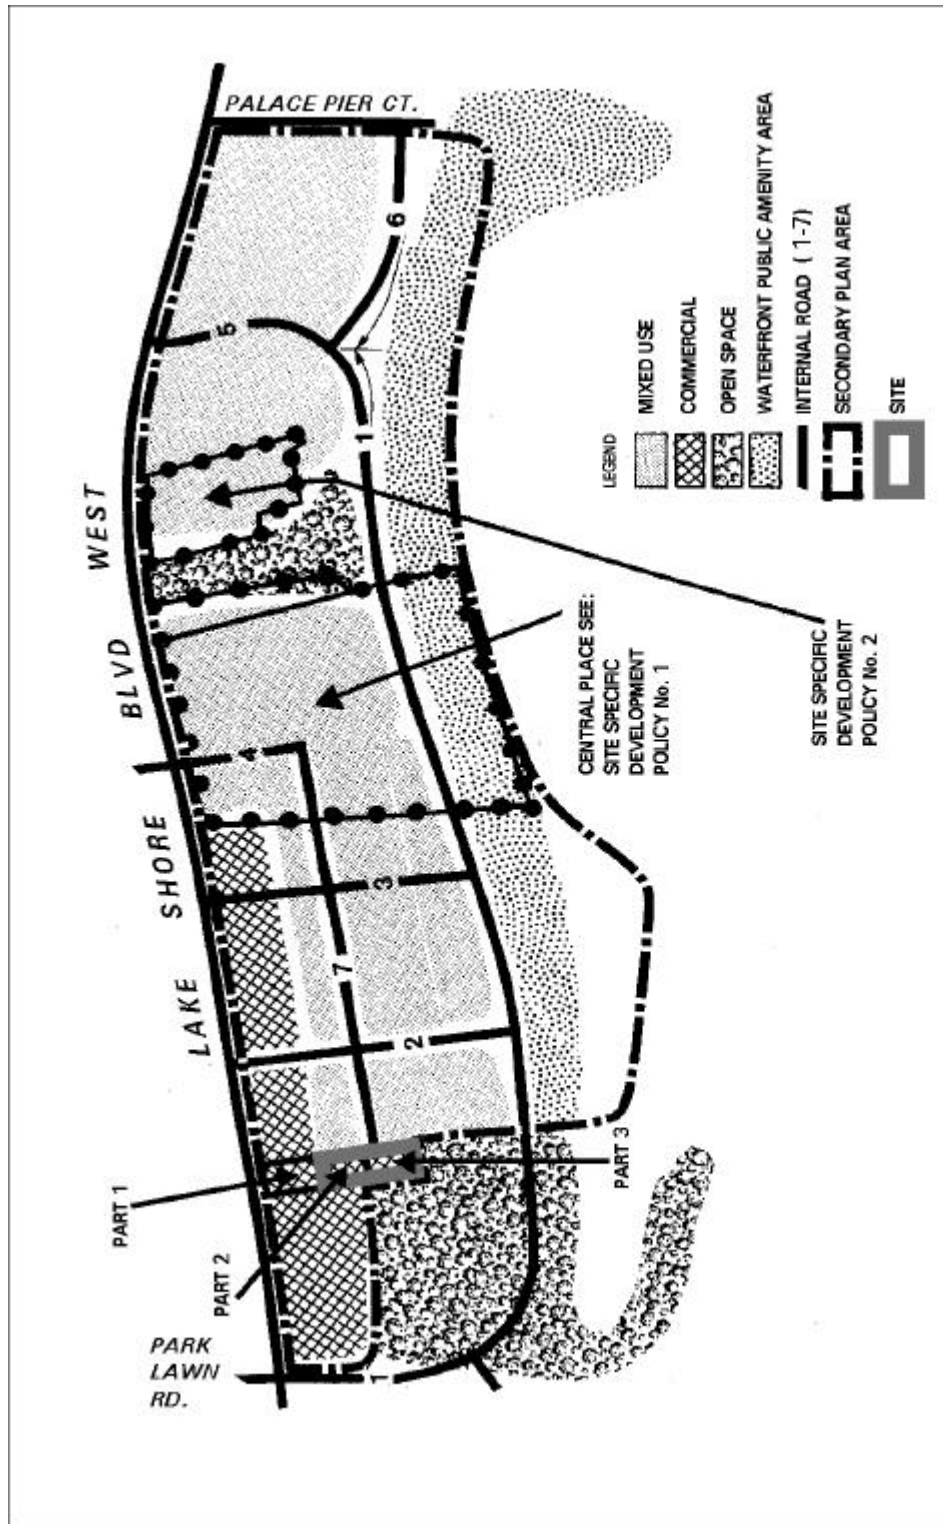 PALACE PIER CT.
LAKE SHORE BLVD WEST
PARK
LAWN
RD.
1
2
3
4
5
6
7
1
PART 1
PART 2
PART 3
CENTRAL PLACE SEE:
SITE SPECIFIC
DEVELOPMENT
POLICY No. 1
SITE SPECIFIC
DEVELOPMENT
POLICY No. 2
LEGEND
MIXED USE
COMMERCIAL
OPEN SPACE
WATERFRONT PUBLIC AMENITY AREA
INTERNAL ROAD ( 1-7)
SECONDARY PLAN AREA
SITE